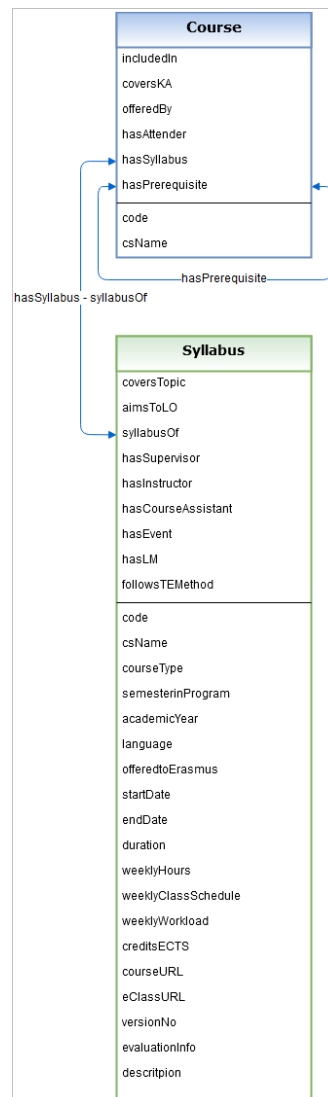 Course
includedIn
coversKA
offeredBy
hasAttender
hasSyllabus
hasPrerequisite
code
csName
hasPrerequisite
hasSyllabus - syllabusOf
Syllabus
coversTopic
aimsToLO
syllabusOf
hasSupervisor
hasInstructor
hasCourseAssistant
hasEvent
hasLM
followsTEMethod
code
csName
courseType
semesterinProgram
academicYear
language
offeredtoErasmus
startDate
endDate
duration
weeklyHours
weeklyClassSchedule
weeklyWorkload
creditsECTS
courseURL
eClassURL
versionNo
evaluationInfo
descritpion